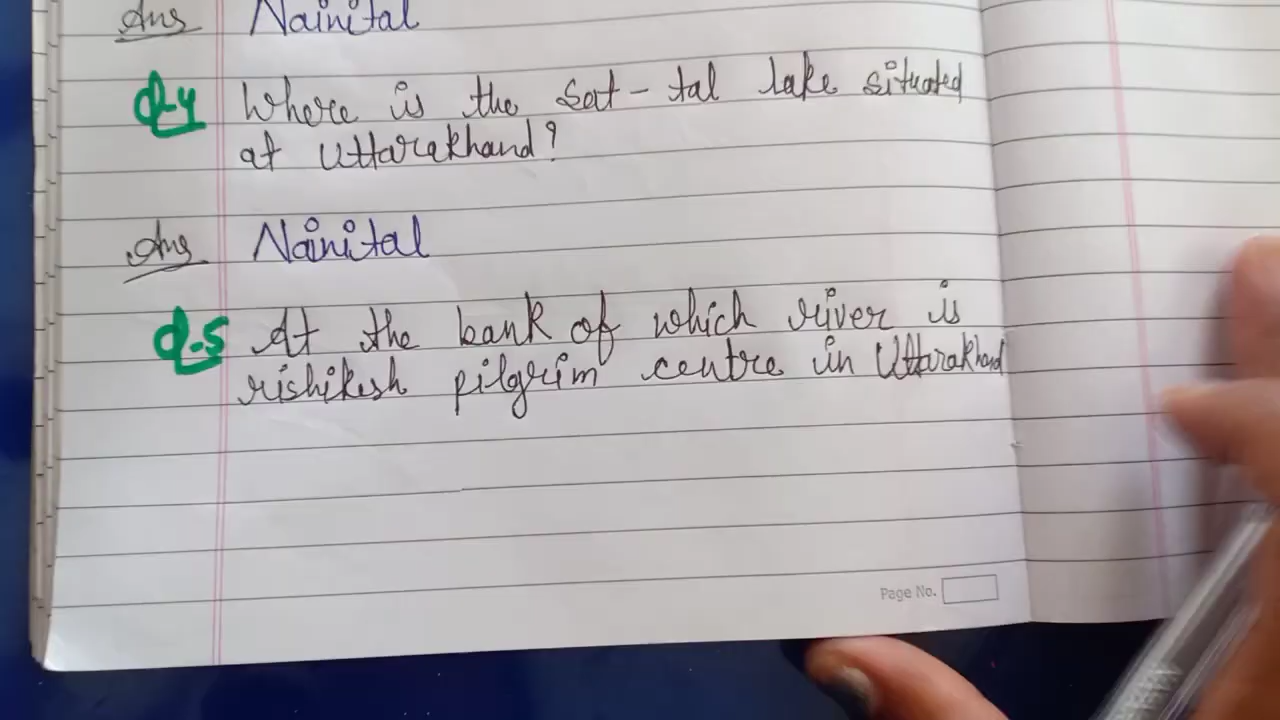 Ans Nainital
Q-4 Where is the Sat-tal lake situated
at Uttarakhand?
Ans Nainital
Q.5 At the bank of which river is
rishikesh pilgrim centre in Uttarakhand
Page No.